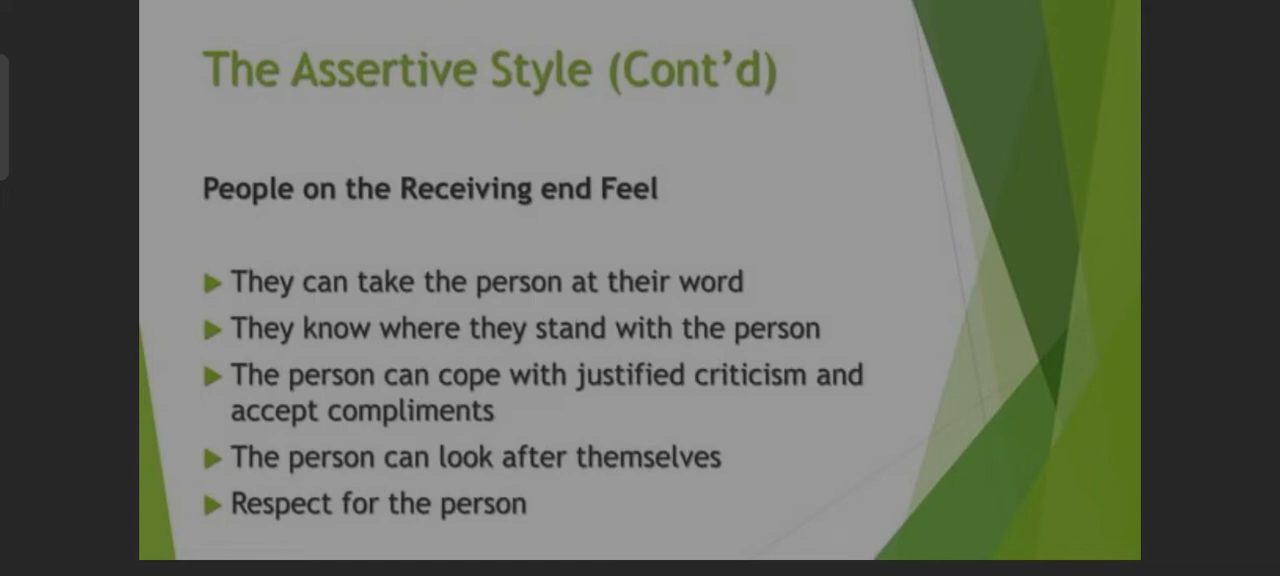 The Assertive Style (Cont’d)
People on the Receiving end Feel
They can take the person at their word
They know where they stand with the person
The person can cope with justified criticism and
accept compliments
The person can look after themselves
Respect for the person